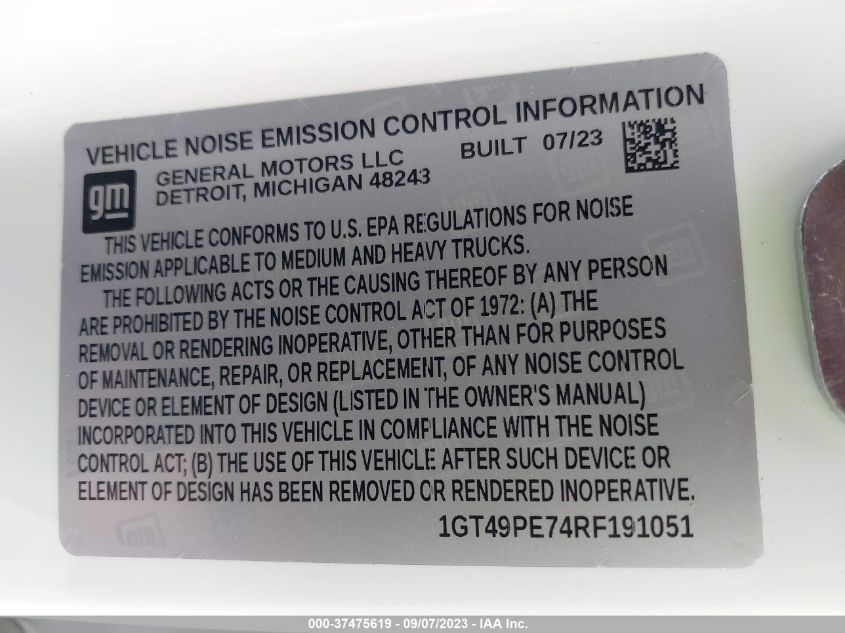 VEHICLE NOISE EMISSION CONTROL INFORMATION
gm
GENERAL MOTORS LLC
BUILT 07/23
DETROIT, MICHIGAN 48243
THIS VEHICLE CONFORMS TO U.S. EPA REGULATIONS FOR NOISE
EMISSION APPLICABLE TO MEDIUM AND HEAVY TRUCKS.
THE FOLLOWING ACTS OR THE CAUSING THEREOF BY ANY PERSON
ARE PROHIBITED BY THE NOISE CONTROL ACT OF 1972: (A) THE
REMOVAL OR RENDERING INOPERATIVE, OTHER THAN FOR PURPOSES
OF MAINTENANCE, REPAIR, OR REPLACEMENT, OF ANY NOISE CONTROL
DEVICE OR ELEMENT OF DESIGN (LISTED IN THE OWNER'S MANUAL)
INCORPORATED INTO THIS VEHICLE IN COMPLIANCE WITH THE NOISE
CONTROL ACT; (B) THE USE OF THIS VEHICLE AFTER SUCH DEVICE OR
ELEMENT OF DESIGN HAS BEEN REMOVED OR RENDERED INOPERATIVE.
1GT49PE74RF191051
000-37475619 - 09/07/2023 - IAA Inc.